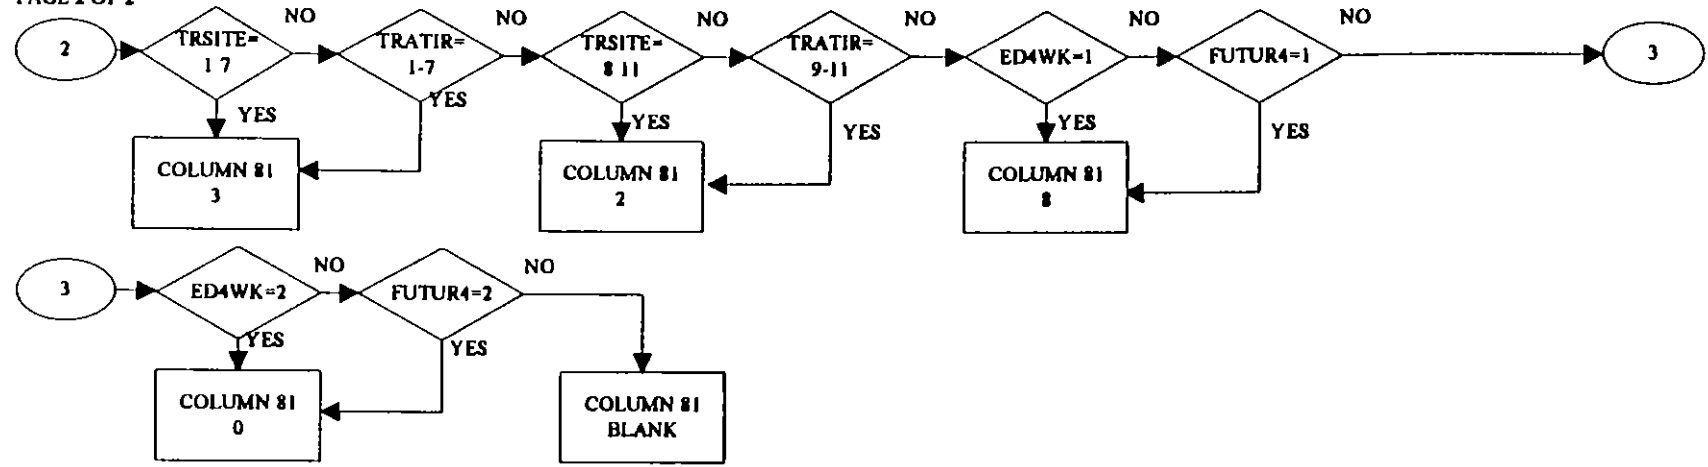 PAGE 2 OF 2
2
TRSITE=
1 7
NO
TRATIR=
1-7
NO
TRSITE=
8 11
NO
TRATIR=
9-11
NO
ED4WK=1
NO
FUTUR4=1
NO
3
YES
YES
YES
YES
YES
YES
COLUMN 81
3
COLUMN 81
2
COLUMN 81
8
3
ED4WK=2
NO
FUTUR4=2
NO
YES
YES
COLUMN 81
0
COLUMN 81
BLANK